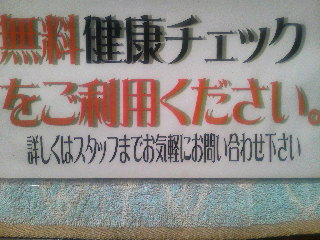 無料健康チェック
をご利用ください。
詳しくはスタッフまでお気軽にお問い合わせ下さい